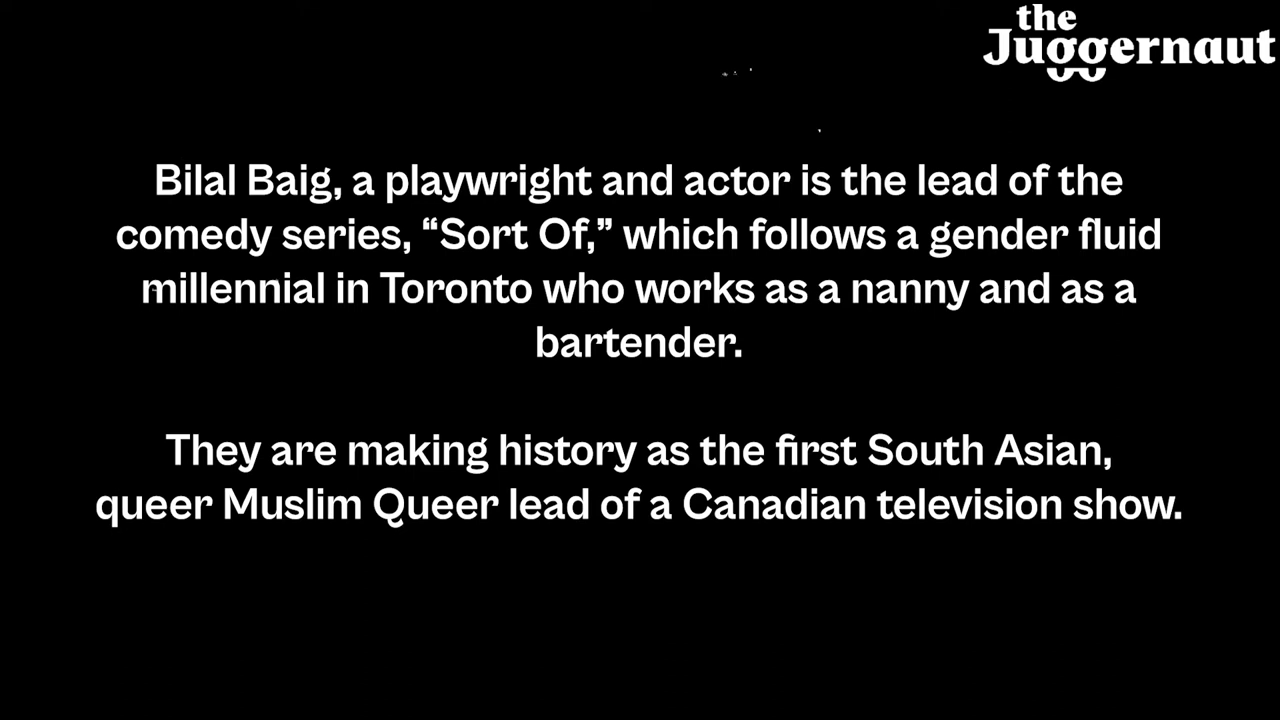 the
Juggernaut
Bilal Baig, a playwright and actor is the lead of the
comedy series, “Sort Of,” which follows a gender fluid
millennial in Toronto who works as a nanny and as a
bartender.
They are making history as the first South Asian,
queer Muslim Queer lead of a Canadian television show.